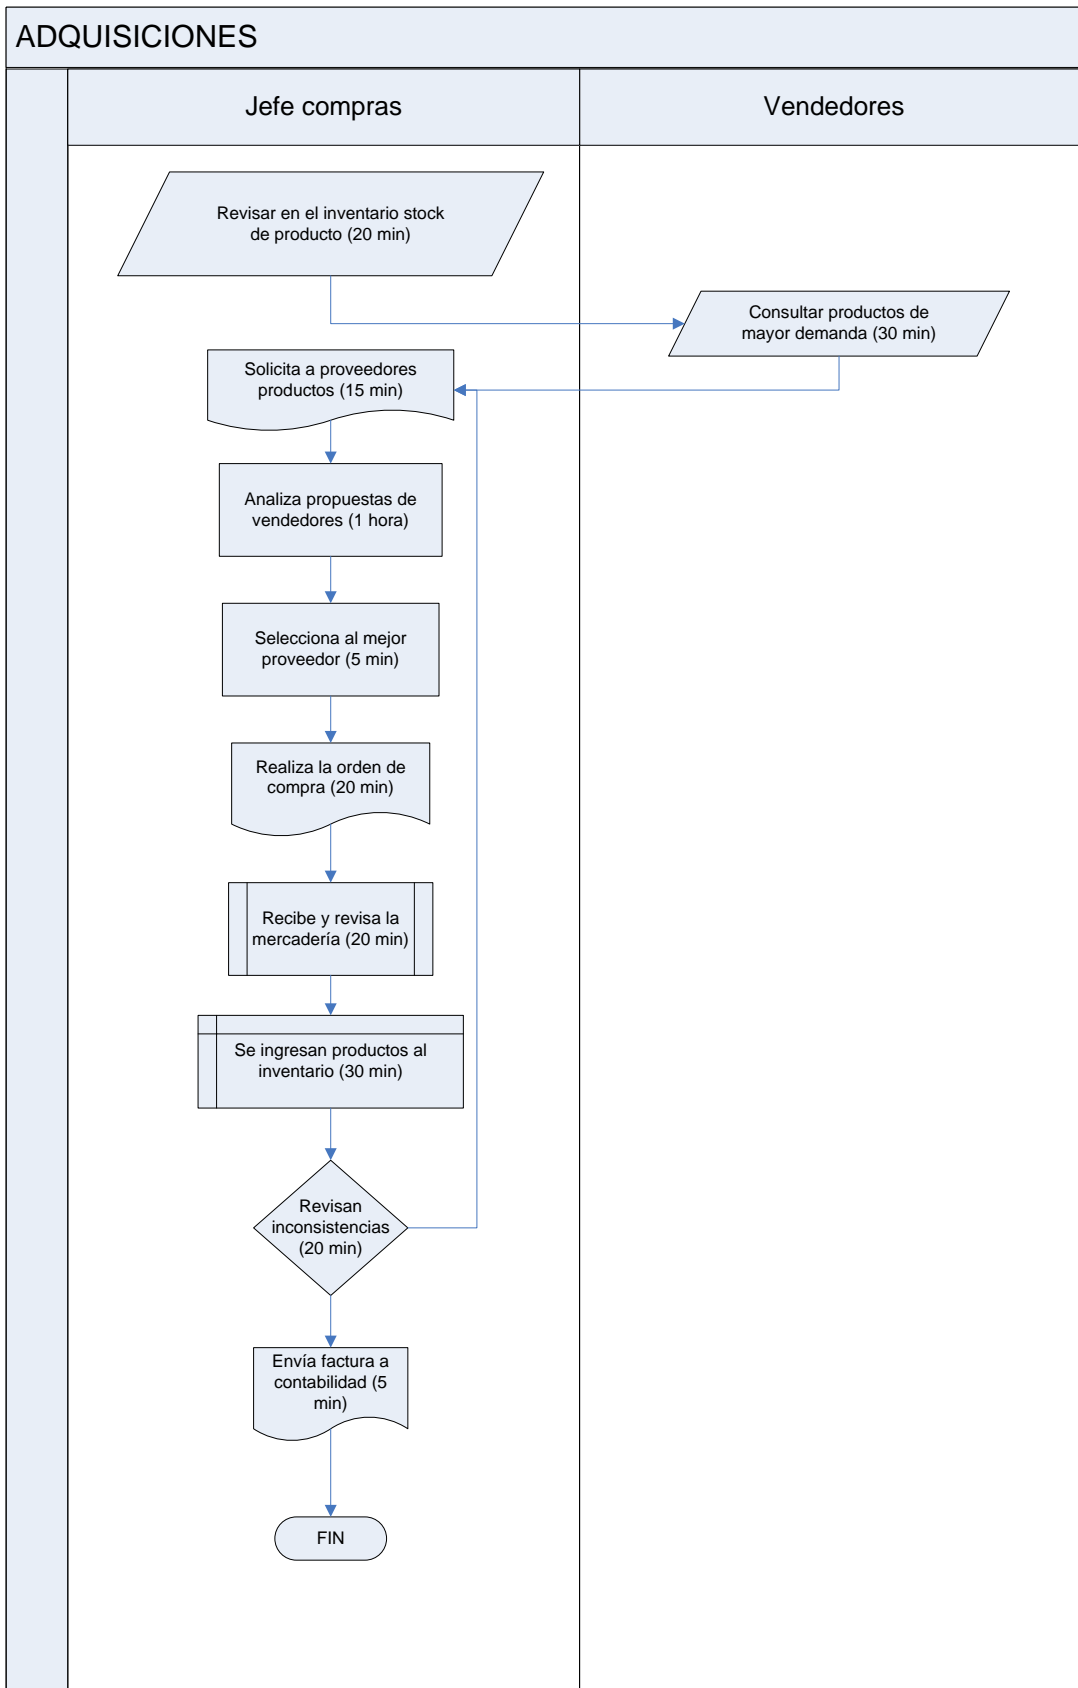 ADQUISICIONES
Jefe compras
Vendedores
Revisar en el inventario stock
de producto (20 min)
Consultar productos de
mayor demanda (30 min)
Solicita a proveedores
productos (15 min)
Analiza propuestas de
vendedores (1 hora)
Selecciona al mejor
proveedor (5 min)
Realiza la orden de
compra (20 min)
Recibe y revisa la
mercadería (20 min)
Se ingresan productos al
inventario (30 min)
Revisan
inconsistencias
(20 min)
Envía factura a
contabilidad (5
min)
FIN